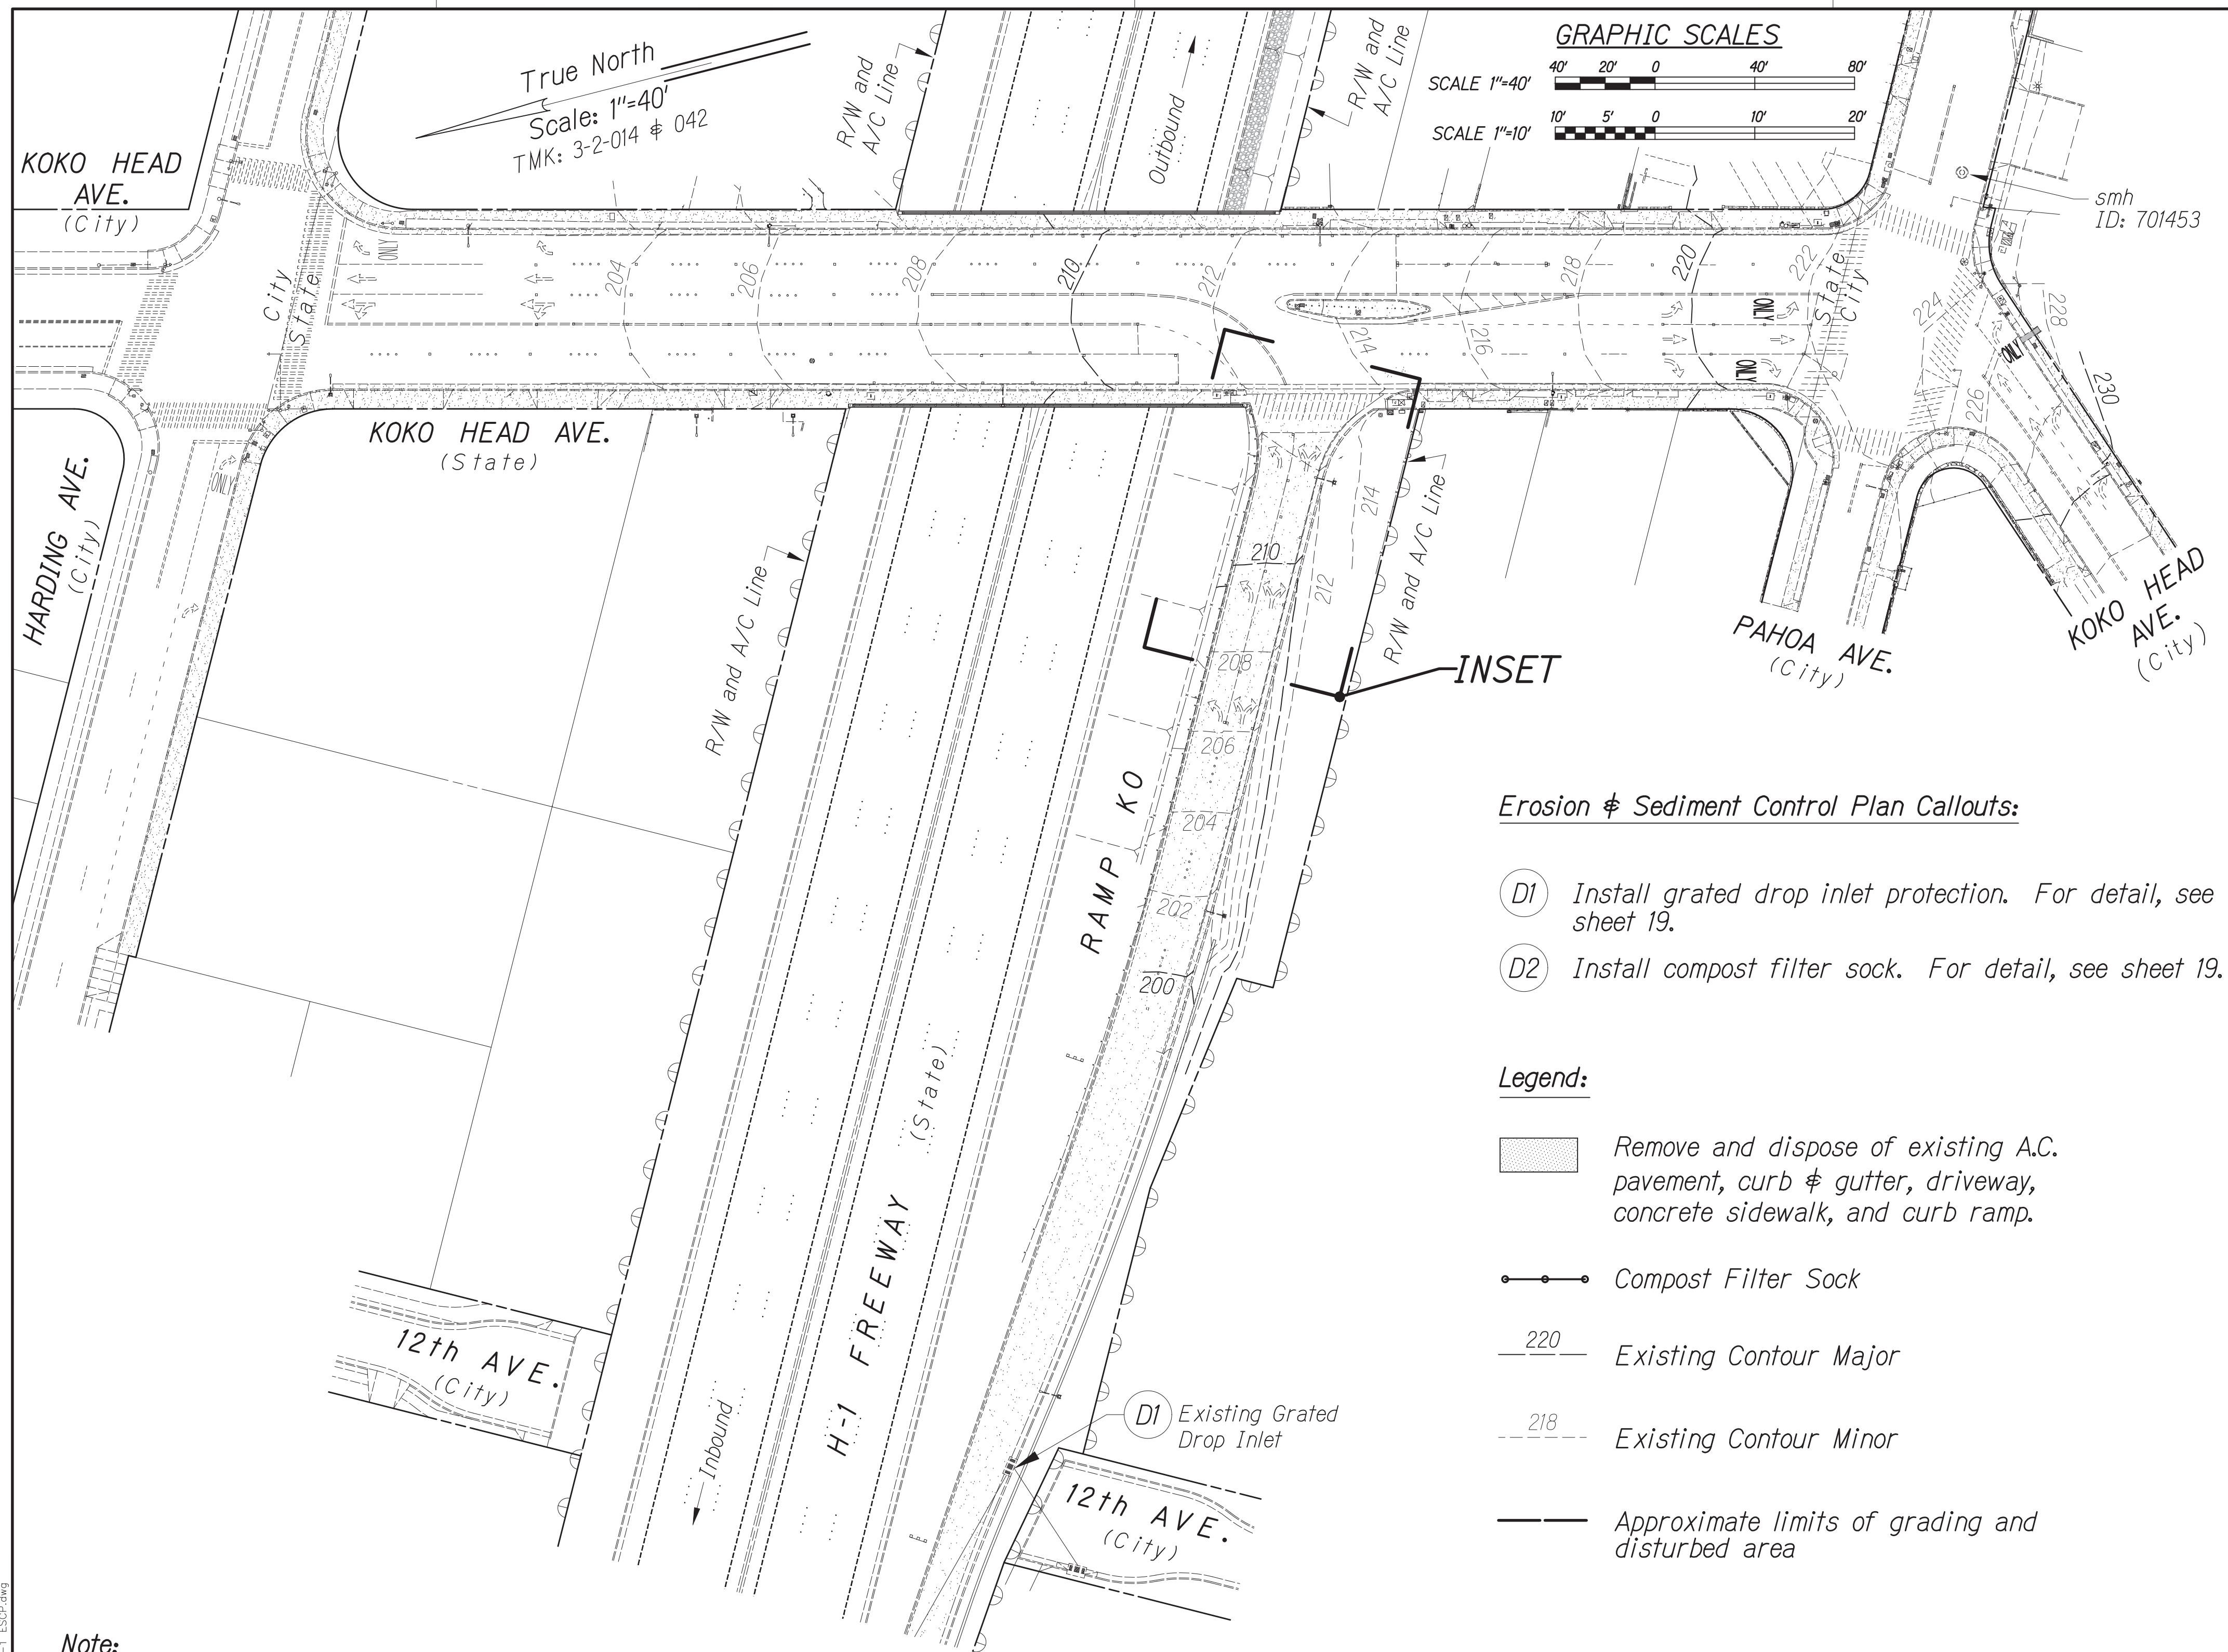 True North
Scale: 1"=40'
TMK: 3-2-014 & 042
R/W and
A/C Line
Outbound
R/W and
A/C Line
GRAPHIC SCALES
SCALE 1"=40'
40' 20' 0 40' 80'
SCALE 1"=10'
10' 5' 0 10' 20'
KOKO HEAD
AVE.
(City)
smh
ID: 701453
City
State
ONLY
204
206
208
210
212
214
216
218
220
222
224
226
228
230
State
City
ONLY
ONLY
ONLY
KOKO HEAD AVE.
(State)
HARDING AVE.
(City)
ONLY
R/W and A/C Line
R/W and A/C Line
214
212
210
208
206
204
202
200
INSET
PAHOA AVE.
(City)
KOKO HEAD
AVE.
(City)
RAMP KO
H-1 FREEWAY (State)
Inbound
12th AVE.
(City)
D1 Existing Grated
Drop Inlet
12th AVE.
(City)
Erosion & Sediment Control Plan Callouts:
D1 Install grated drop inlet protection. For detail, see
sheet 19.
D2 Install compost filter sock. For detail, see sheet 19.
Legend:
Remove and dispose of existing A.C.
pavement, curb & gutter, driveway,
concrete sidewalk, and curb ramp.
Compost Filter Sock
220 Existing Contour Major
218 Existing Contour Minor
Approximate limits of grading and
disturbed area
Note:
ESCP.dwg